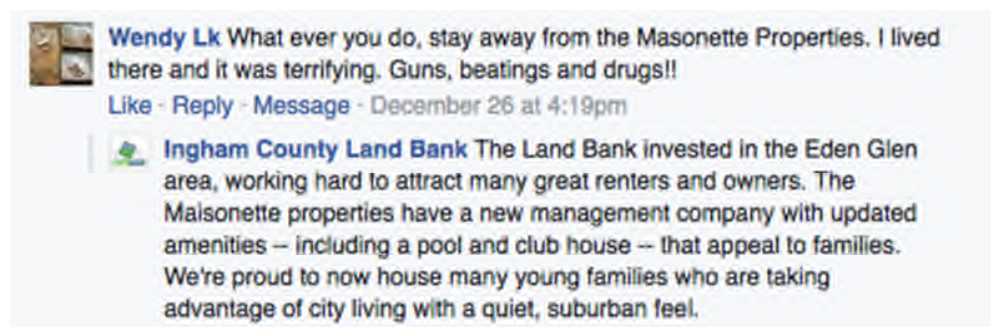 Wendy Lk What ever you do, stay away from the Masonette Properties. I lived
there and it was terrifying. Guns, beatings and drugs!!
Like · Reply · Message · December 26 at 4:19pm
Ingham County Land Bank The Land Bank invested in the Eden Glen
area, working hard to attract many great renters and owners. The
Maisonette properties have a new management company with updated
amenities – including a pool and club house – that appeal to families.
We're proud to now house many young families who are taking
advantage of city living with a quiet, suburban feel.